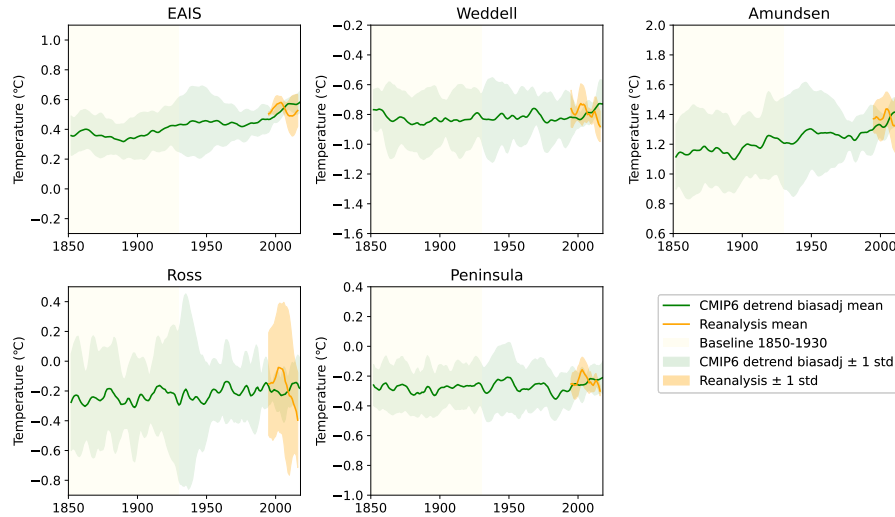 EAIS
Temperature (°C)
1.0
0.8
0.6
0.4
0.2
0.0
−0.2
1850 1900 1950 2000
Weddell
Temperature (°C)
−0.2
−0.4
−0.6
−0.8
−1.0
−1.2
−1.4
−1.6
1850 1900 1950 2000
Amundsen
Temperature (°C)
2.0
1.8
1.6
1.4
1.2
1.0
0.8
0.6
1850 1900 1950 2000
Ross
Temperature (°C)
0.4
0.2
0.0
−0.2
−0.4
−0.6
−0.8
1850 1900 1950 2000
Peninsula
Temperature (°C)
0.4
0.2
0.0
−0.2
−0.4
−0.6
−0.8
−1.0
1850 1900 1950 2000
CMIP6 detrend biasadj mean
Reanalysis mean
Baseline 1850-1930
CMIP6 detrend biasadj ± 1 std
Reanalysis ± 1 std